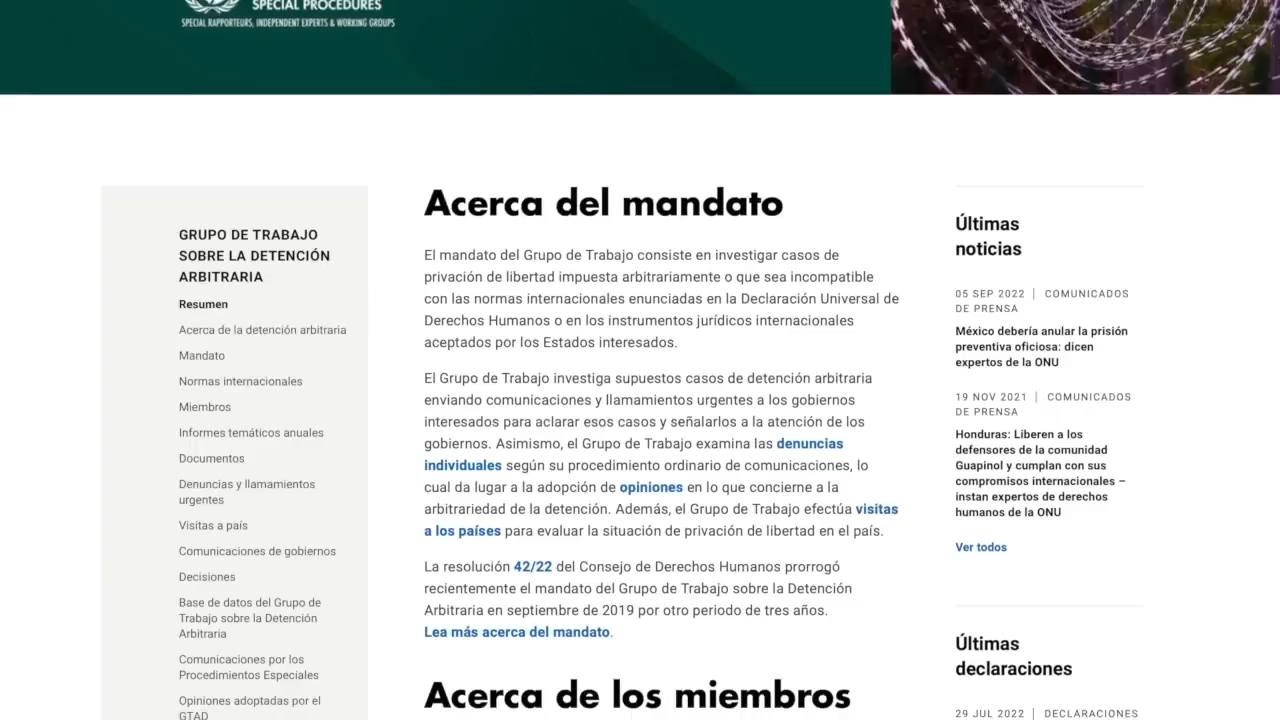 SPECIAL PROCEDURES
SPECIAL RAPPORTEURS, INDEPENDENT EXPERTS & WORKING GROUPS
GRUPO DE TRABAJO
SOBRE LA DETENCIÓN
ARBITRARIA
Resumen
Acerca de la detención arbitraria
Mandato
Normas internacionales
Miembros
Informes temáticos anuales
Documentos
Denuncias y llamamientos
urgentes
Visitas a país
Comunicaciones de gobiernos
Decisiones
Base de datos del Grupo de
Trabajo sobre la Detención
Arbitraria
Comunicaciones por los
Procedimientos Especiales
Opiniones adoptadas por el
GTAD
Acerca del mandato
El mandato del Grupo de Trabajo consiste en investigar casos de
privación de libertad impuesta arbitrariamente o que sea incompatible
con las normas internacionales enunciadas en la Declaración Universal de
Derechos Humanos o en los instrumentos jurídicos internacionales
aceptados por los Estados interesados.
El Grupo de Trabajo investiga supuestos casos de detención arbitraria
enviando comunicaciones y llamamientos urgentes a los gobiernos
interesados para aclarar esos casos y señalarlos a la atención de los
gobiernos. Asimismo, el Grupo de Trabajo examina las denuncias
individuales según su procedimiento ordinario de comunicaciones, lo
cual da lugar a la adopción de opiniones en lo que concierne a la
arbitrariedad de la detención. Además, el Grupo de Trabajo efectúa visitas
a los países para evaluar la situación de privación de libertad en el país.
La resolución 42/22 del Consejo de Derechos Humanos prorrogó
recientemente el mandato del Grupo de Trabajo sobre la Detención
Arbitraria en septiembre de 2019 por otro periodo de tres años.
Lea más acerca del mandato.
Acerca de los miembros
Últimas
noticias
05 SEP 2022 | COMUNICADOS
DE PRENSA
México debería anular la prisión
preventiva oficiosa: dicen
expertos de la ONU
19 NOV 2021 | COMUNICADOS
DE PRENSA
Honduras: Liberen a los
defensores de la comunidad
Guapinol y cumplan con sus
compromisos internacionales –
instan expertos de derechos
humanos de la ONU
Ver todos
Últimas
declaraciones
29 JUL 2022 | DECLARACIONES